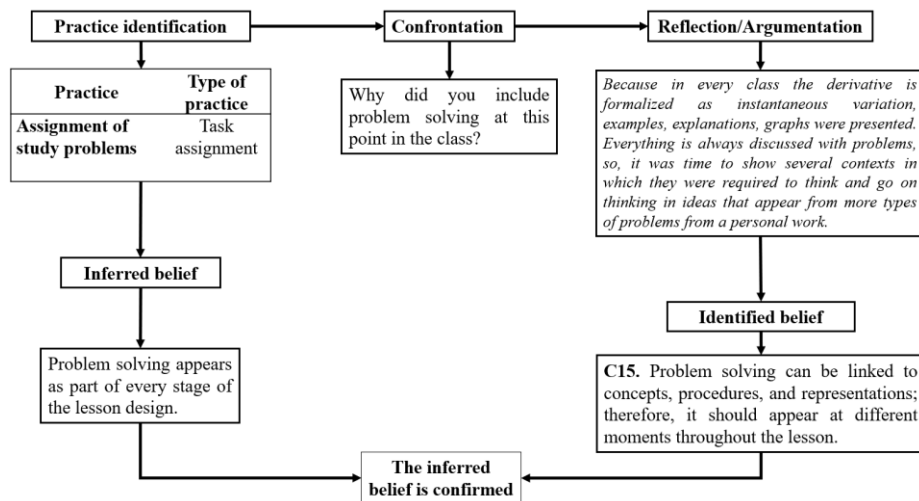 Practice identification
Confrontation
Reflection/Argumentation
Practice
Type of
practice
Assignment of
study problems
Task
assignment
Why did you include
problem solving at this
point in the class?
Because in every class the derivative is
formalized as instantaneous variation,
examples, explanations, graphs were presented.
Everything is always discussed with problems,
so, it was time to show several contexts in
which they were required to think and go on
thinking in ideas that appear from more types
of problems from a personal work.
Inferred belief
Identified belief
Problem solving appears
as part of every stage of
the lesson design.
C15. Problem solving can be linked to
concepts, procedures, and representations;
therefore, it should appear at different
moments throughout the lesson.
The inferred
belief is confirmed